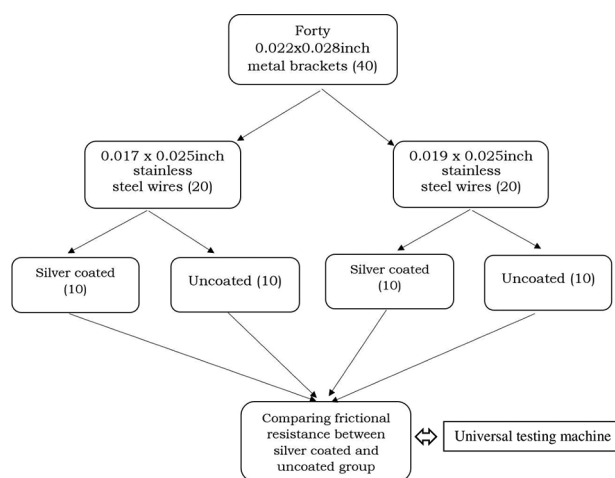 Forty
0.022x0.028inch
metal brackets (40)
0.017 x 0.025inch
stainless
steel wires (20)
0.019 x 0.025inch
stainless
steel wires (20)
Silver coated
(10)
Uncoated (10)
Silver coated
(10)
Uncoated (10)
Comparing frictional
resistance between
silver coated and
uncoated group
Universal testing machine